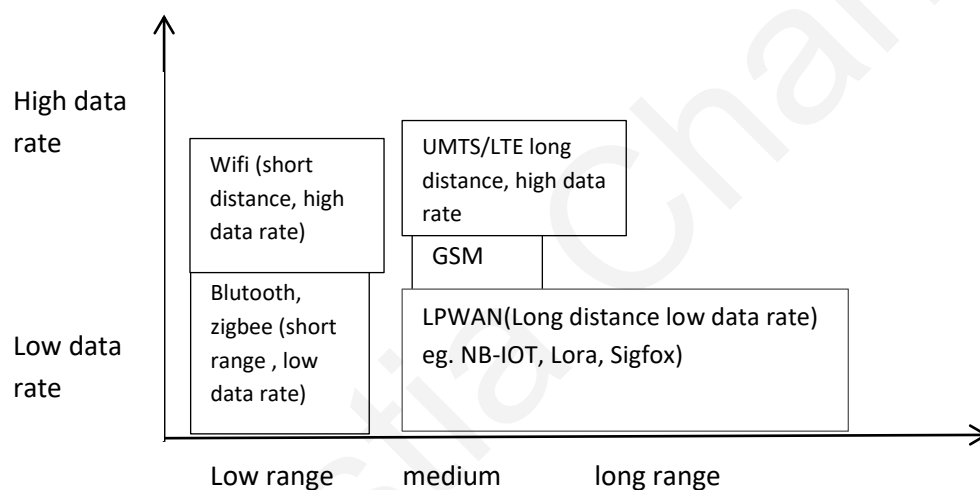 High data
rate
Wifi (short
distance, high
data rate)
UMTS/LTE long
distance, high data
rate
GSM
Blutooth,
zigbee (short
range , low
data rate)
LPWAN(Long distance low data rate)
eg. NB-IOT, Lora, Sigfox)
Low data
rate
Low range
medium
long range